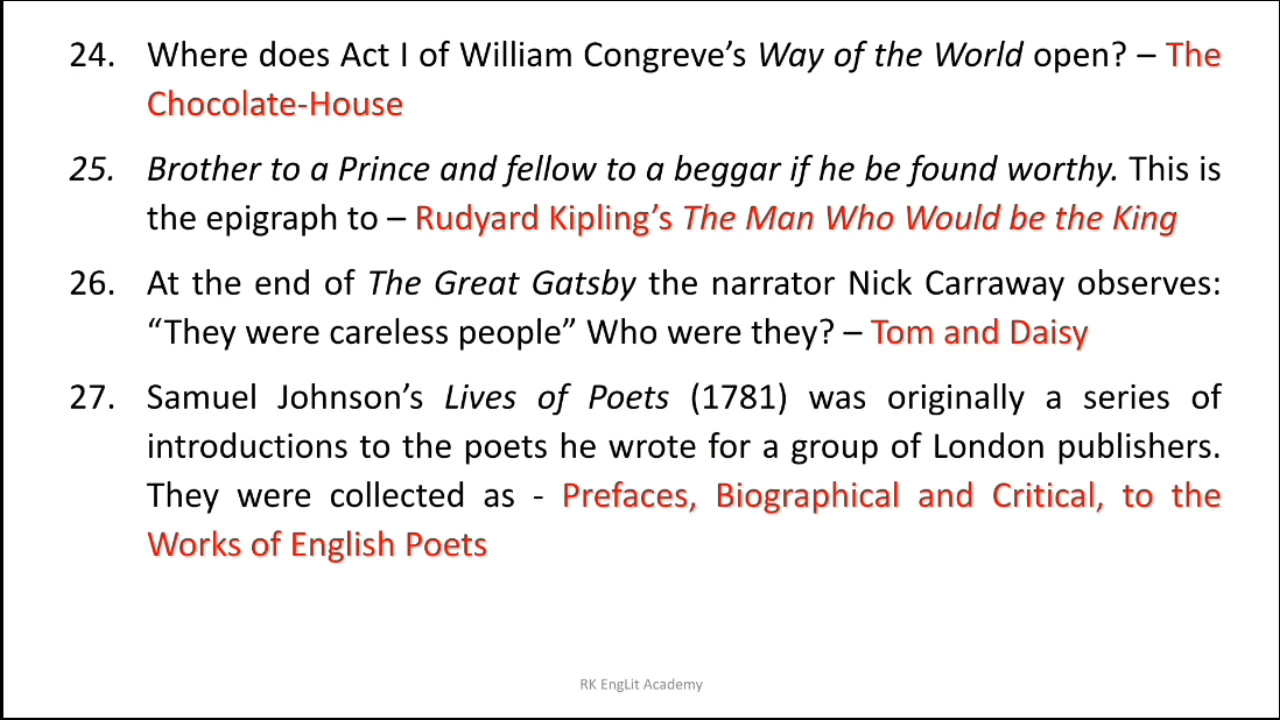 24. Where does Act I of William Congreve’s Way of the World open? – The
Chocolate-House
25. Brother to a Prince and fellow to a beggar if he be found worthy. This is
the epigraph to – Rudyard Kipling’s The Man Who Would be the King
26. At the end of The Great Gatsby the narrator Nick Carraway observes:
“They were careless people” Who were they? – Tom and Daisy
27. Samuel Johnson’s Lives of Poets (1781) was originally a series of
introductions to the poets he wrote for a group of London publishers.
They were collected as - Prefaces, Biographical and Critical, to the
Works of English Poets
RK EngLit Academy